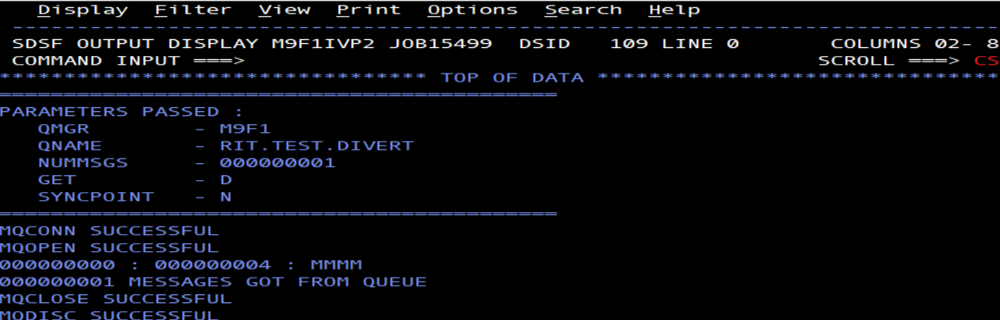 Display Filter View Print Options Search Help
-------------------------------------------------------------------------------
SDSF OUTPUT DISPLAY M9F1IVP2 JOB15499 DSID 109 LINE 0 COLUMNS 02- 8
COMMAND INPUT ===> SCROLL ===> CS
********************************* TOP OF DATA *******************************
===========================================
PARAMETERS PASSED :
QMGR - M9F1
QNAME - RIT.TEST.DIVERT
NUMMSGS - 000000001
GET - D
SYNCPOINT - N
===========================================
MQCONN SUCCESSFUL
MQOPEN SUCCESSFUL
000000000 : 000000004 : MMMM
000000001 MESSAGES GOT FROM QUEUE
MQCLOSE SUCCESSFUL
MQDISC SUCCESSFUL